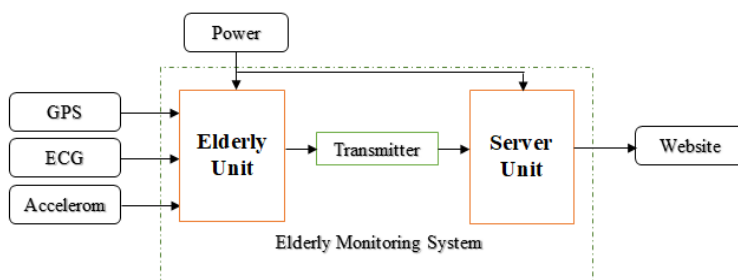 Power
GPS
ECG
Accelerom
Elderly
Unit
Transmitter
Server
Unit
Website
Elderly Monitoring System